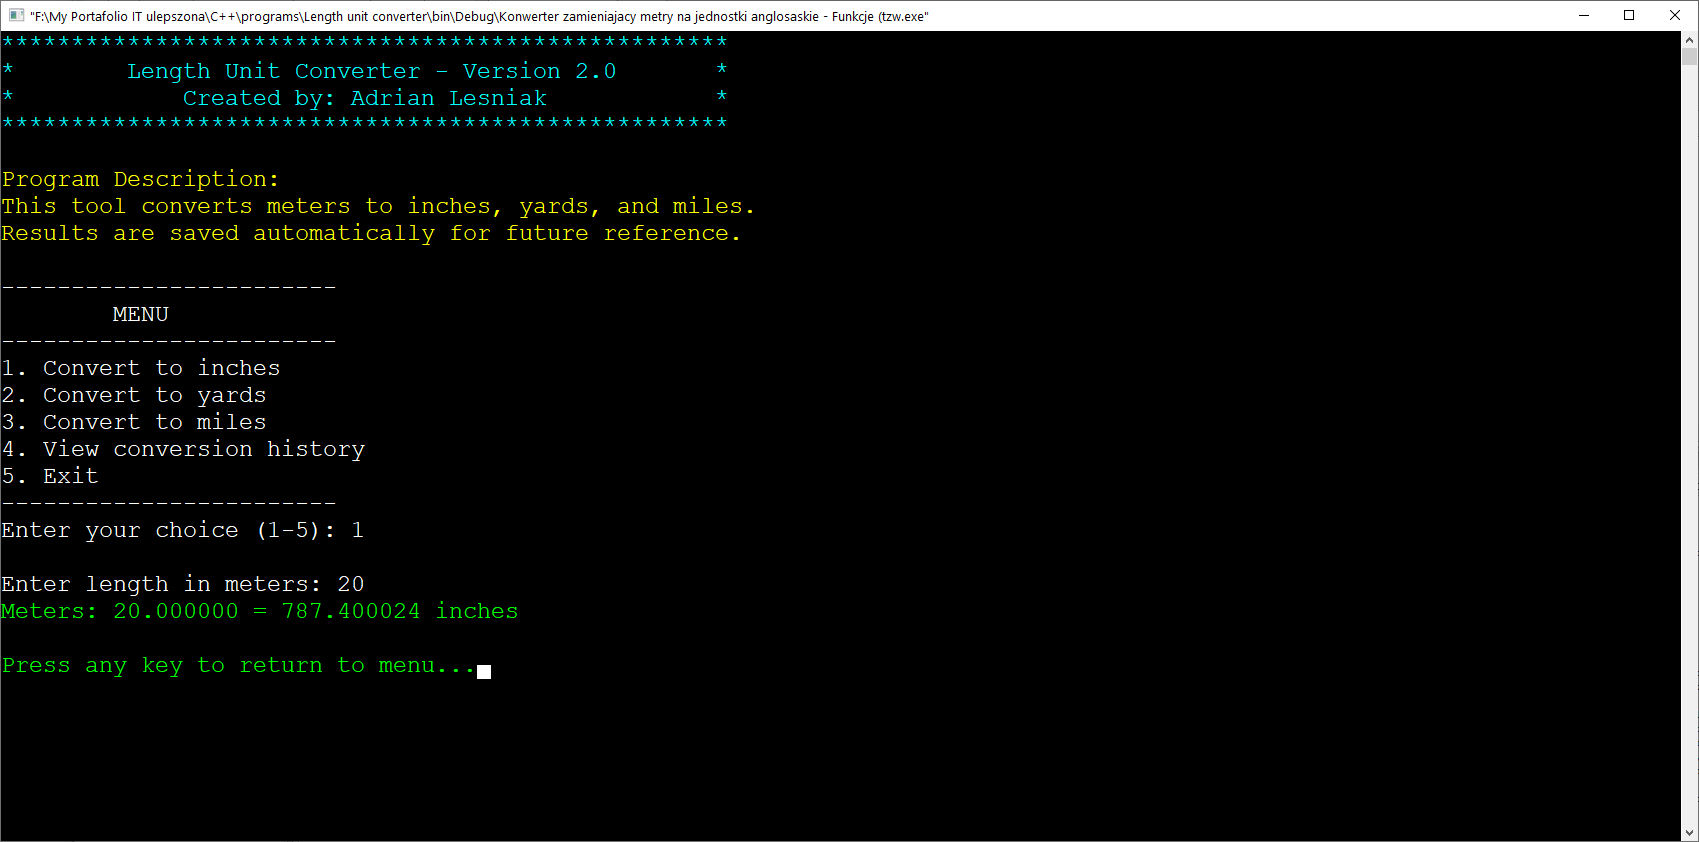 "F:\My Portafolio IT ulepszona\C++\programs\Length unit converter\bin\Debug\Konwerter zamieniajacy metry na jednostki anglosaskie - Funkcje (tzw.exe"
****************************************************
*        Length Unit Converter - Version 2.0       *
*            Created by: Adrian Lesniak            *
****************************************************
Program Description:
This tool converts meters to inches, yards, and miles.
Results are saved automatically for future reference.
------------------------
        MENU
------------------------
1. Convert to inches
2. Convert to yards
3. Convert to miles
4. View conversion history
5. Exit
------------------------
Enter your choice (1-5): 1
Enter length in meters: 20
Meters: 20.000000 = 787.400024 inches
Press any key to return to menu...